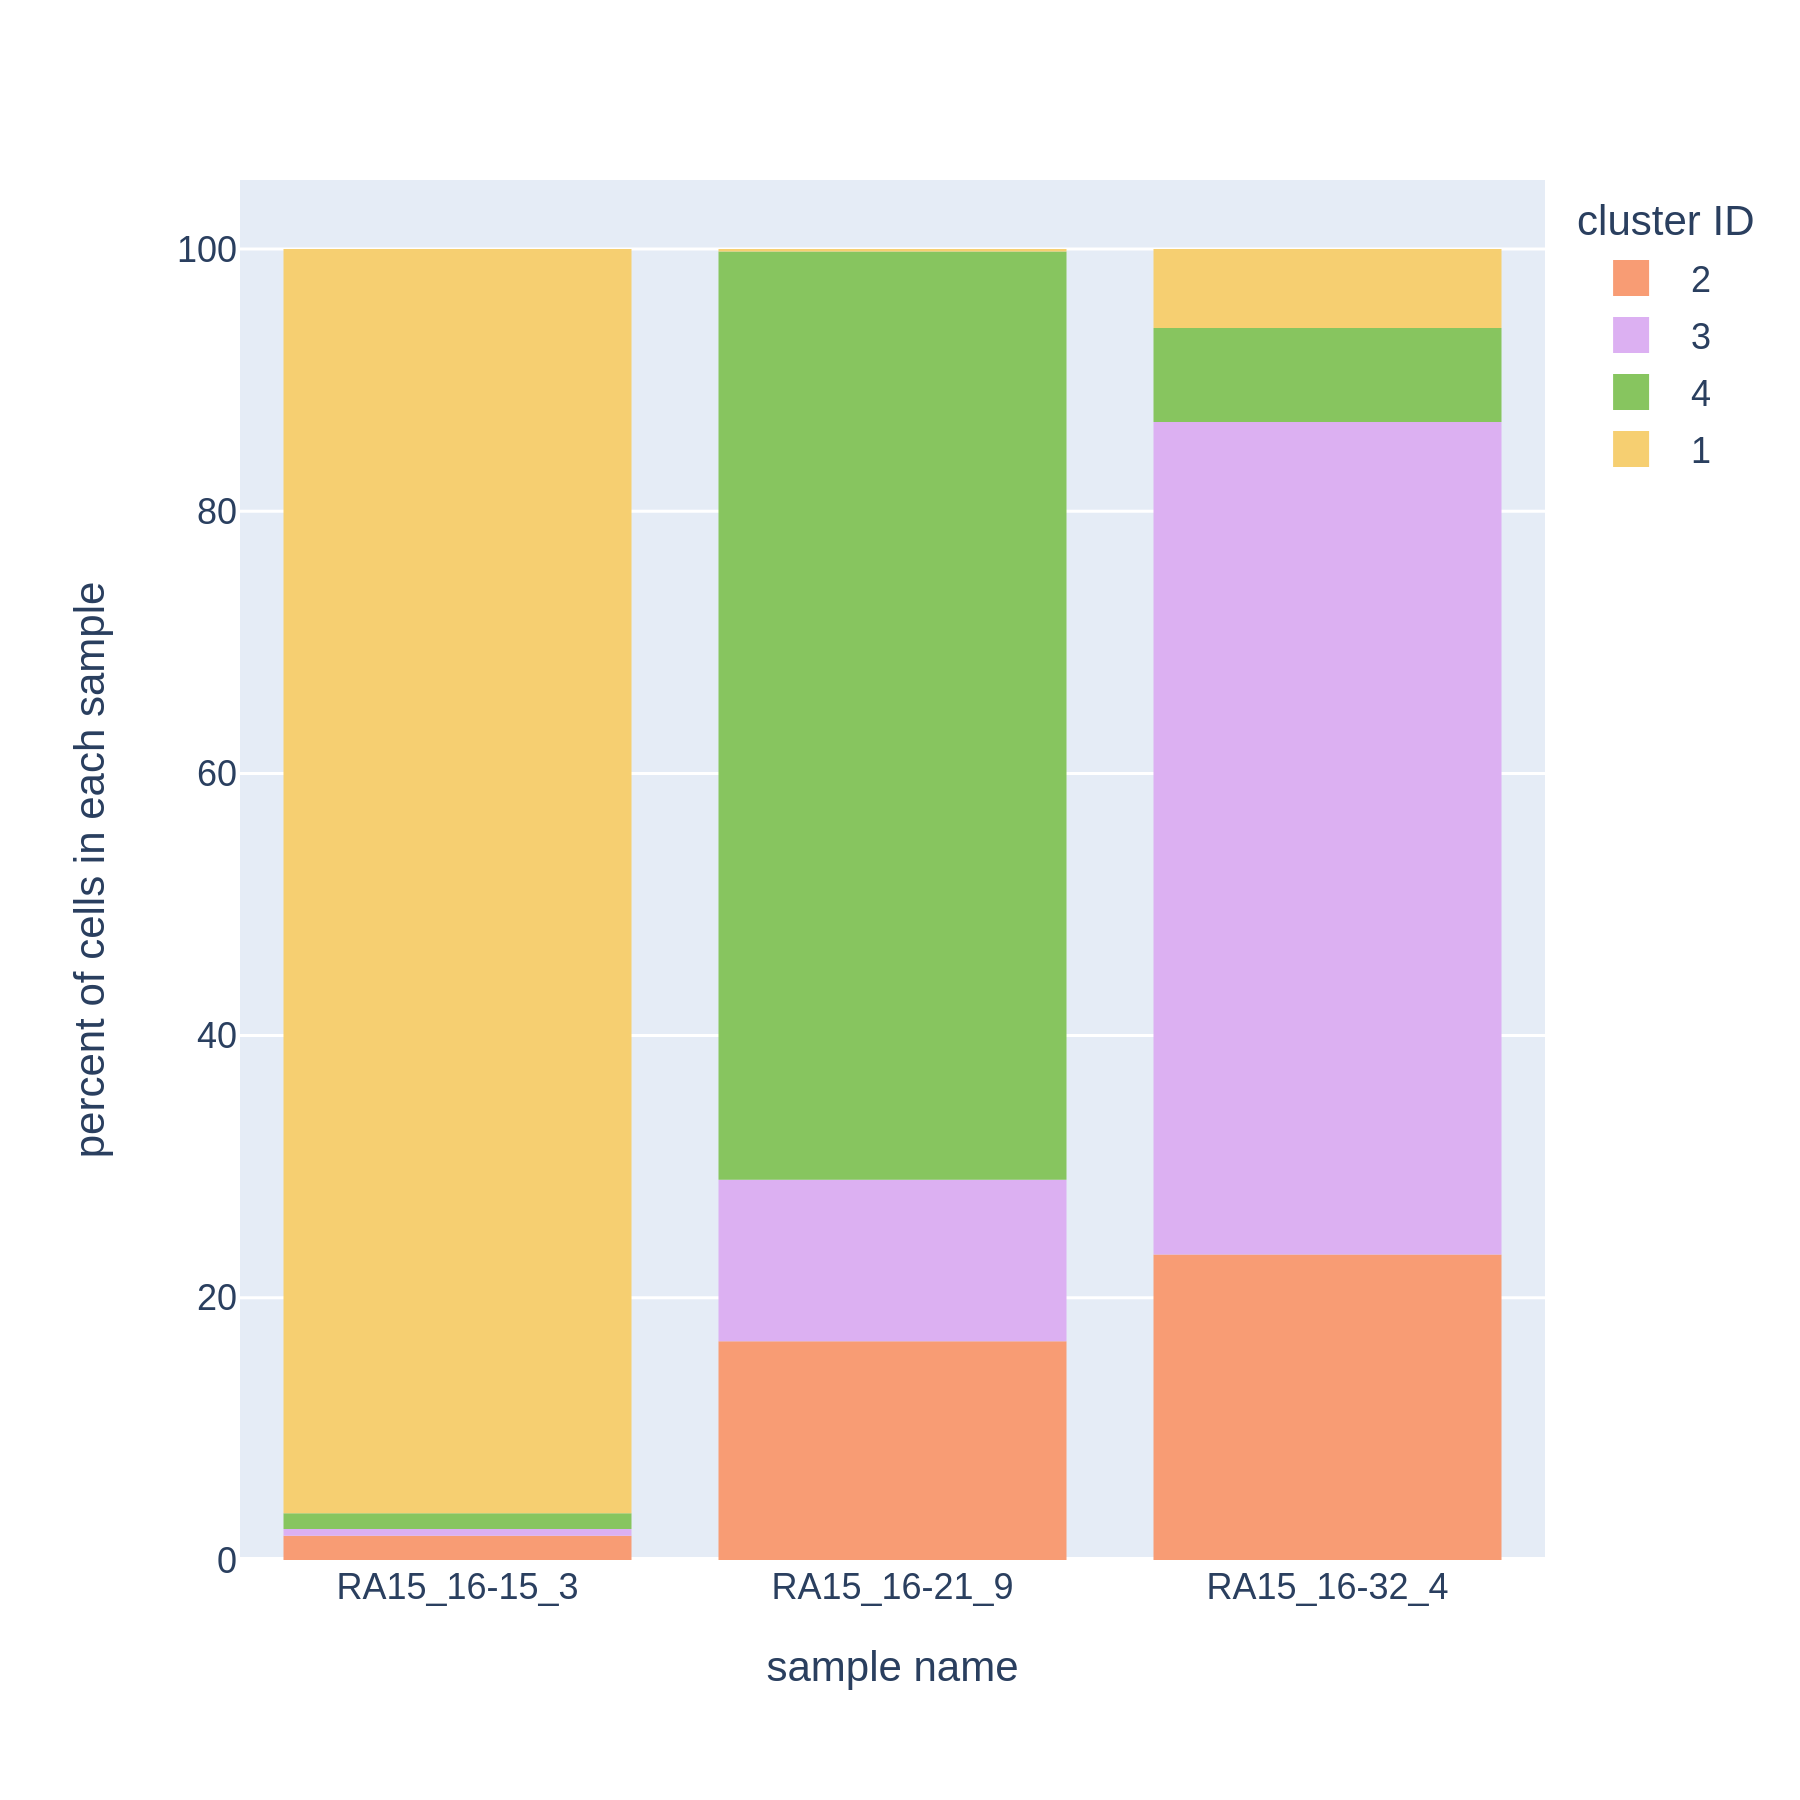 cluster ID
2
3
4
1
percent of cells in each sample
100
80
60
40
20
0
RA15_16-15_3
RA15_16-21_9
RA15_16-32_4
sample name